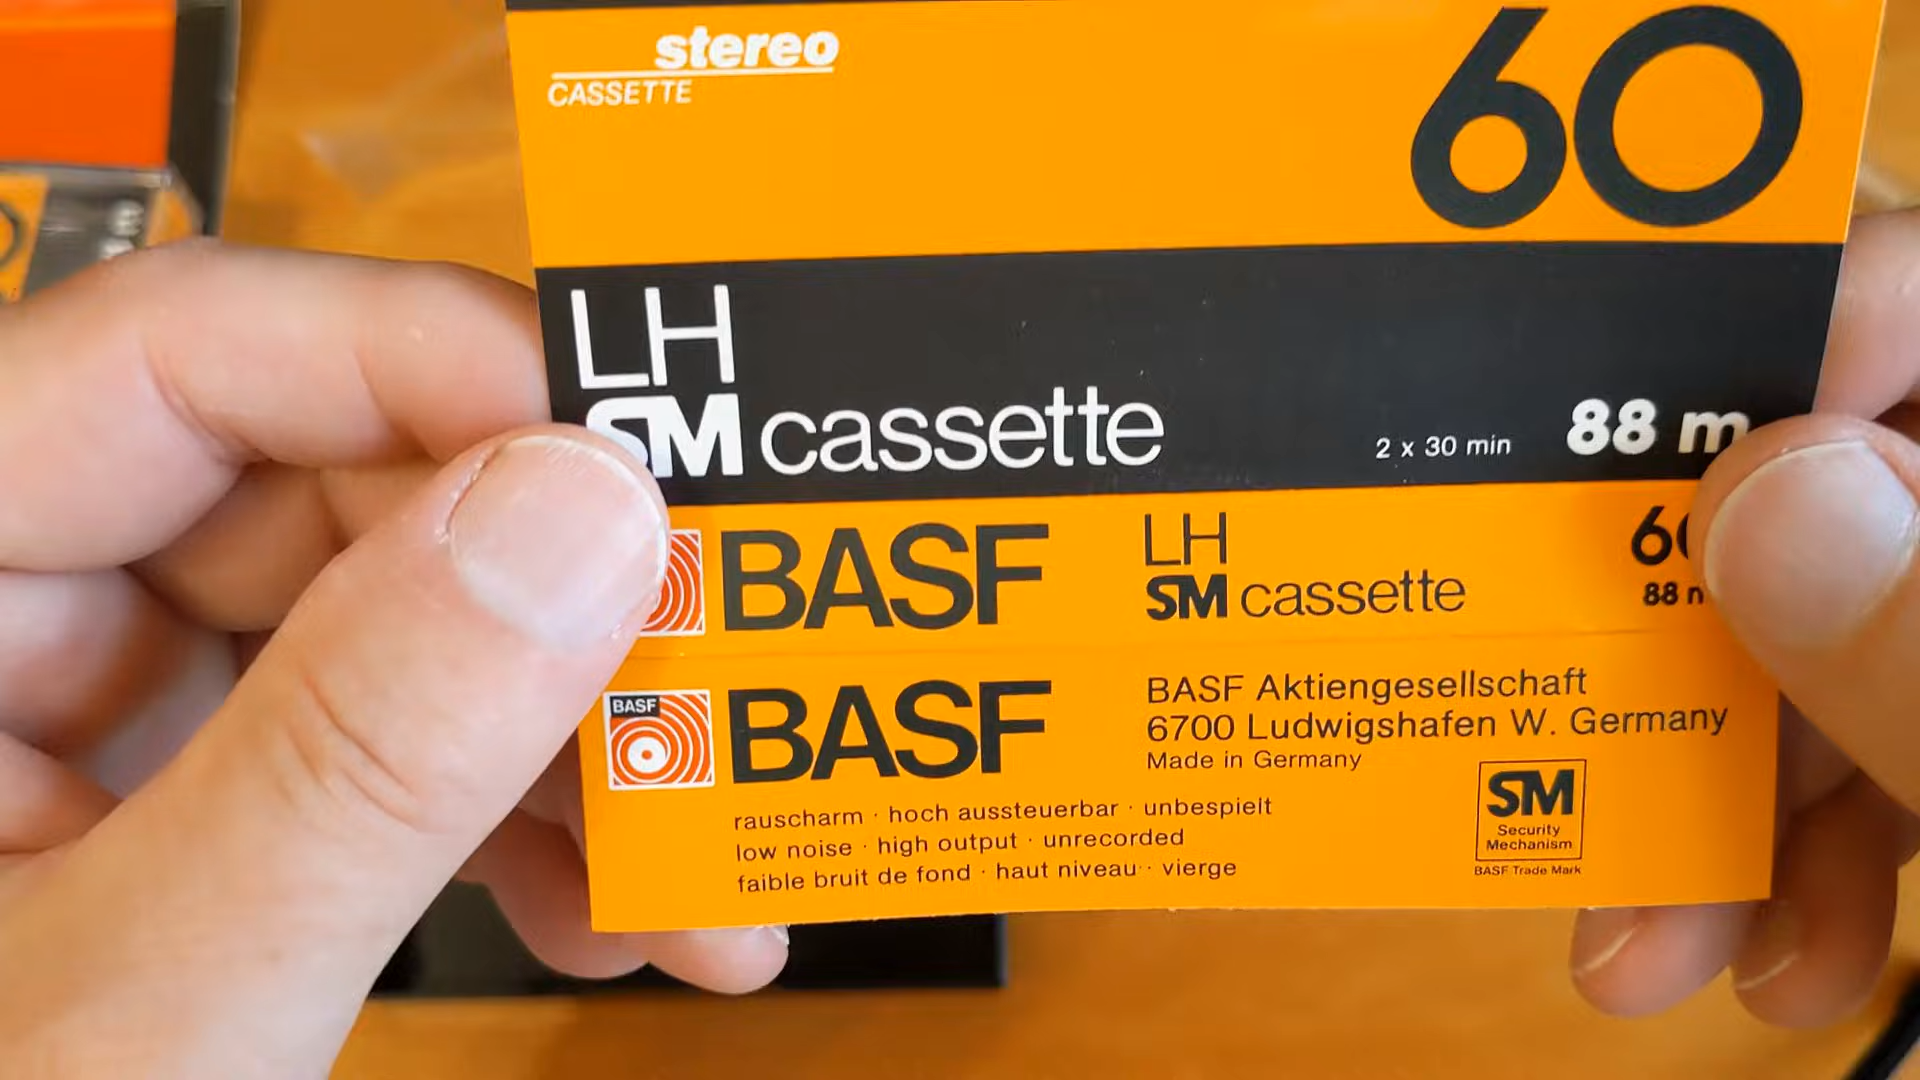 stereo
CASSETTE
60
LH
SM cassette
2 x 30 min
88 m
BASF
LH
SM cassette
60
88
BASF
BASF
BASF Aktiengesellschaft
6700 Ludwigshafen W. Germany
Made in Germany
SM
Security
Mechanism
BASF Trade Mark
rauscharm · hoch aussteuerbar · unbespielt
low noise · high output · unrecorded
faible bruit de fond · haut niveau · vierge